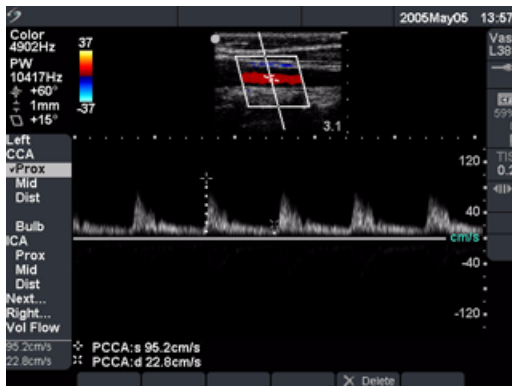 2005May05 13:57
Color
4902Hz
PW
10417Hz
+60°
1mm
+15°
37
-37
Vas
L38
59%
TIS
0.2
3.1
Left
CCA
Prox
Mid
Dist
Bulb
ICA
Prox
Mid
Dist
Next...
Right...
Vol Flow
95.2cm/s
22.8cm/s
120
40
cm/s
-40
-120
PCCA:s 95.2cm/s
PCCA:d 22.8cm/s
X Delete